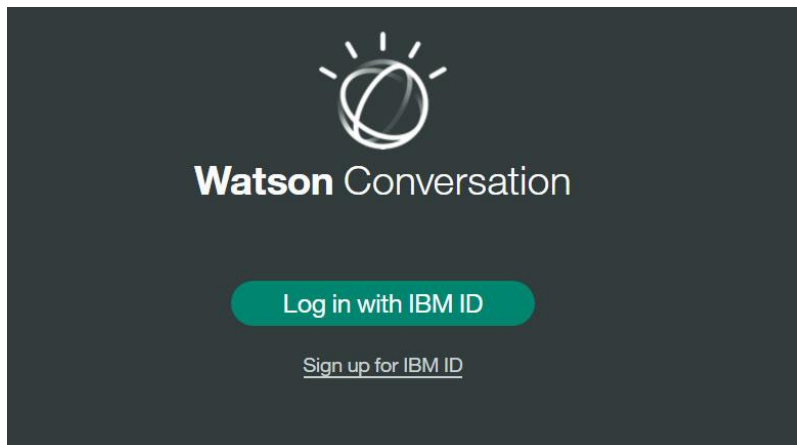 Watson Conversation
Log in with IBM ID
Sign up for IBM ID